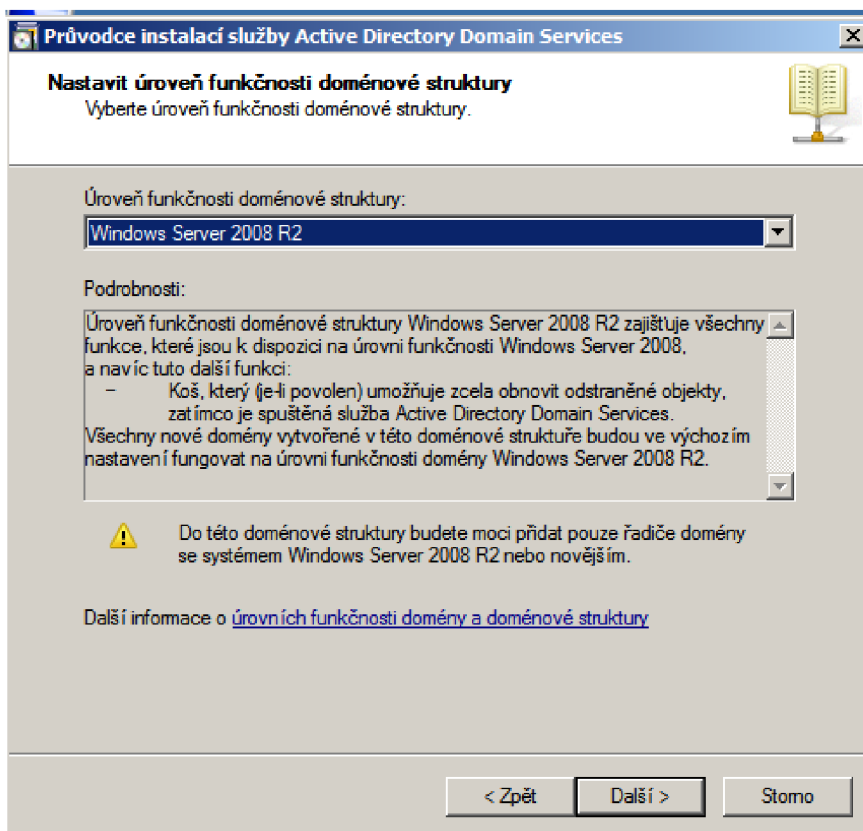 Průvodce instalací služby Active Directory Domain Services
Nastavit úroveň funkčnosti doménové struktury
Vyberte úroveň funkčnosti doménové struktury.
Úroveň funkčnosti doménové struktury:
Windows Server 2008 R2
Podrobnosti:
Úroveň funkčnosti doménové struktury Windows Server 2008 R2 zajišťuje všechny
funkce, které jsou k dispozici na úrovni funkčnosti Windows Server 2008,
a navíc tuto další funkci:
– Koš, který (je-li povolen) umožňuje zcela obnovit odstraněné objekty,
zatímco je spuštěná služba Active Directory Domain Services.
Všechny nové domény vytvořené v této doménové struktuře budou ve výchozím
nastavení fungovat na úrovni funkčnosti domény Windows Server 2008 R2.
Do této doménové struktury budete moci přidat pouze řadiče domény
se systémem Windows Server 2008 R2 nebo novějším.
Další informace o úrovních funkčnosti domény a doménové struktury
< Zpět Další > Storno